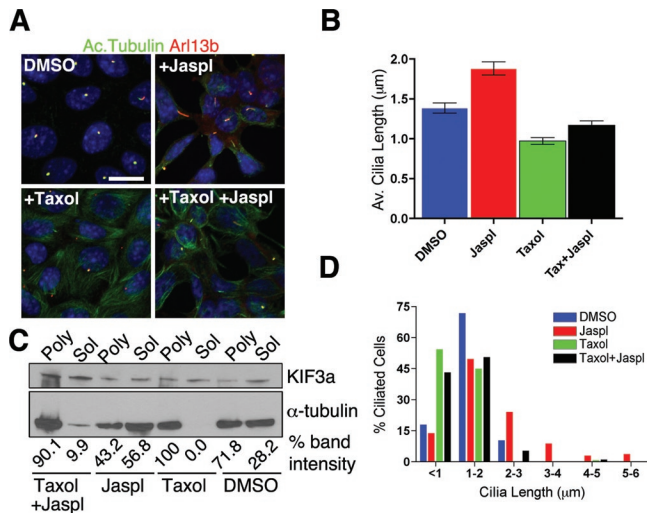 A
Ac.Tubulin Arl13b
DMSO
+Jaspl
+Taxol
+Taxol +Jaspl
B
Av. Cilia Length (μm)
2.0
1.5
1.0
0.5
0.0
DMSO
Jaspl
Taxol
Tax+Jaspl
C
Poly Sol Poly Sol Poly Sol Poly Sol
KIF3a
α-tubulin
90.1 9.9 43.2 56.8 100 0.0 71.8 28.2
% band
intensity
Taxol
+Jaspl
Jaspl
Taxol
DMSO
D
% Ciliated Cells
75
60
45
30
15
0
DMSO
Jaspl
Taxol
Taxol+Jaspl
<1 1-2 2-3 3-4 4-5 5-6
Cilia Length (μm)